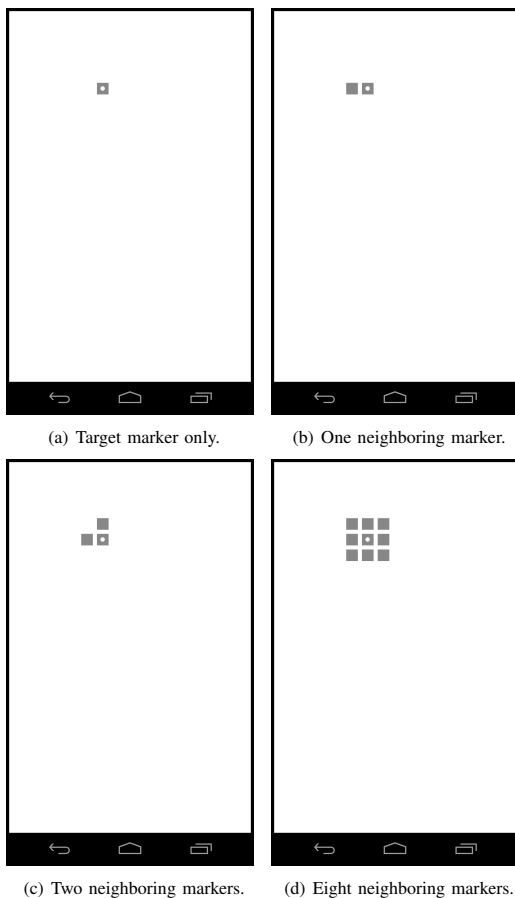 (a) Target marker only.
(b) One neighboring marker.
(c) Two neighboring markers.
(d) Eight neighboring markers.